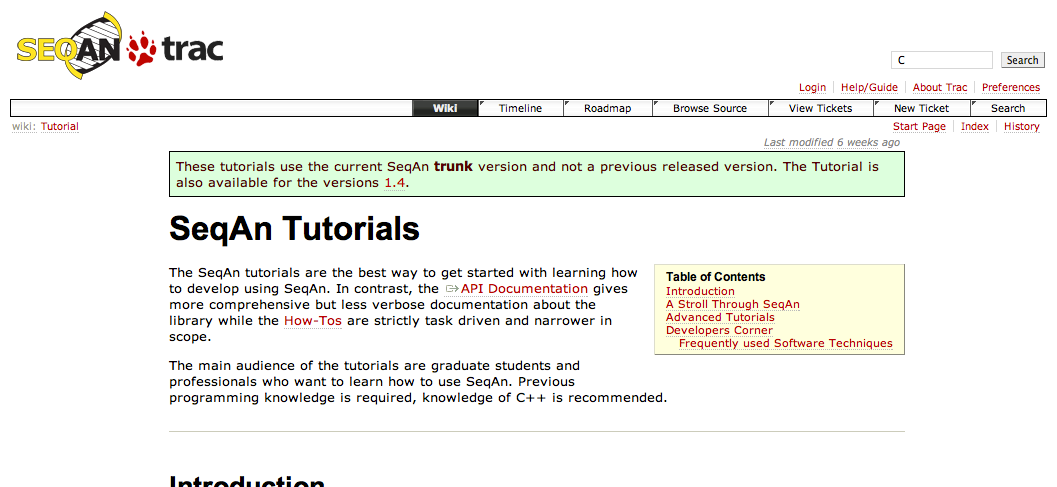 SEQAN trac
C Search
Login Help/Guide About Trac Preferences
Wiki Timeline Roadmap Browse Source View Tickets New Ticket Search
wiki: Tutorial Start Page Index History
Last modified 6 weeks ago
These tutorials use the current SeqAn trunk version and not a previous released version. The Tutorial is
also available for the versions 1.4.
SeqAn Tutorials
The SeqAn tutorials are the best way to get started with learning how
to develop using SeqAn. In contrast, the API Documentation gives
more comprehensive but less verbose documentation about the
library while the How-Tos are strictly task driven and narrower in
scope.
Table of Contents
Introduction
A Stroll Through SeqAn
Advanced Tutorials
Developers Corner
Frequently used Software Techniques
The main audience of the tutorials are graduate students and
professionals who want to learn how to use SeqAn. Previous
programming knowledge is required, knowledge of C++ is recommended.
Introduction